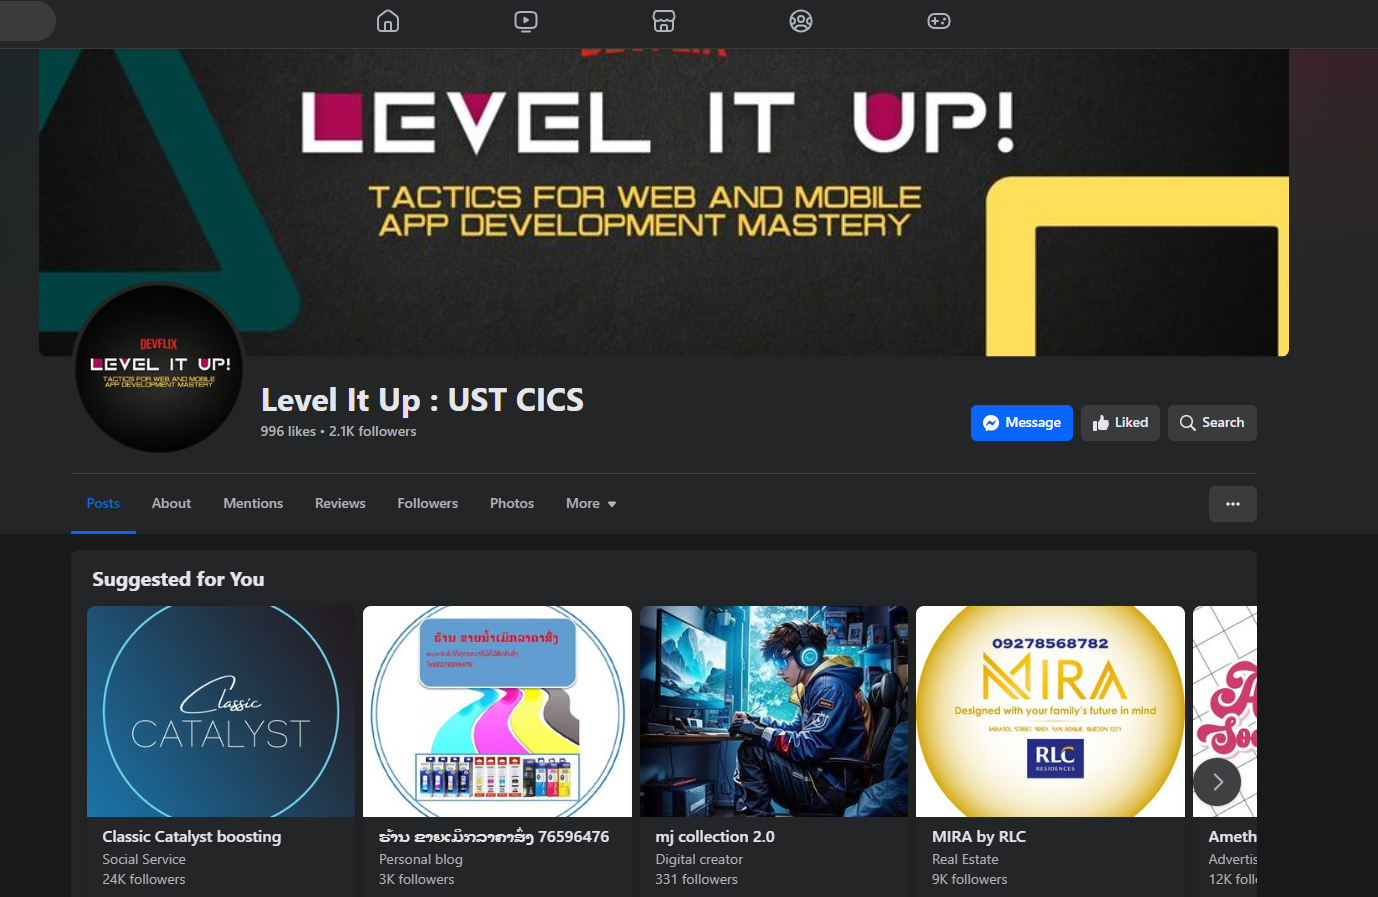 DEVFLIX
LEVEL IT UP!
TACTICS FOR WEB AND MOBILE
APP DEVELOPMENT MASTERY
DEVFLIX
LEVEL IT UP!
TACTICS FOR WEB AND MOBILE
APP DEVELOPMENT MASTERY
Level It Up : UST CICS
996 likes • 2.1K followers
Message
Liked
Search
Posts
About
Mentions
Reviews
Followers
Photos
More
Suggested for You
Classic
CATALYST
Classic Catalyst boosting
Social Service
24K followers
ຮ້ານ ຂາຍນ້ຳເມິກລາຄາສົ່ງ
ຮ້ານ ຂາຍເມິກລາຄາສົ່ງ 76596476
Personal blog
3K followers
mj collection 2.0
Digital creator
331 followers
09278568782
MIRA
Designed with your family's future in mind
RLC
RESIDENCES
MIRA by RLC
Real Estate
9K followers
Ameth
Advertis
12K foll